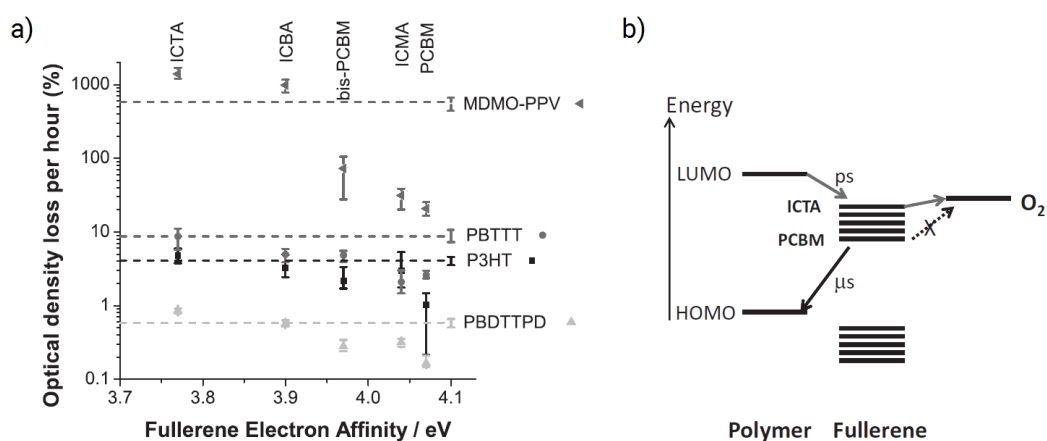 a)
ICTA
ICBA
bis-PCBM
ICMA
PCBM
Optical density loss per hour (%)
1000
100
10
1
0.1
MDMO-PPV
PBTTT
P3HT
PBDTTPD
3.7
3.8
3.9
4.0
4.1
Fullerene Electron Affinity / eV
b)
Energy
LUMO
ps
ICTA
O₂
PCBM
X
µs
HOMO
Polymer
Fullerene